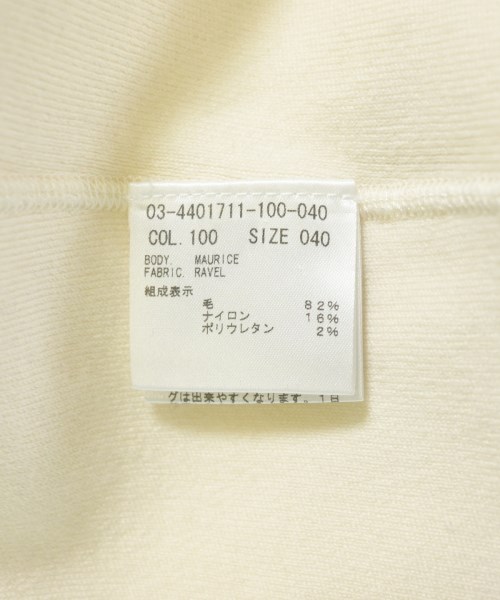 03-4401711-100-040
COL. 100 SIZE 040
BODY. MAURICE
FABRIC. RAVEL
組成表示
毛 82%
ナイロン 16%
ポリウレタン 2%
グは出来やすくなります。1日